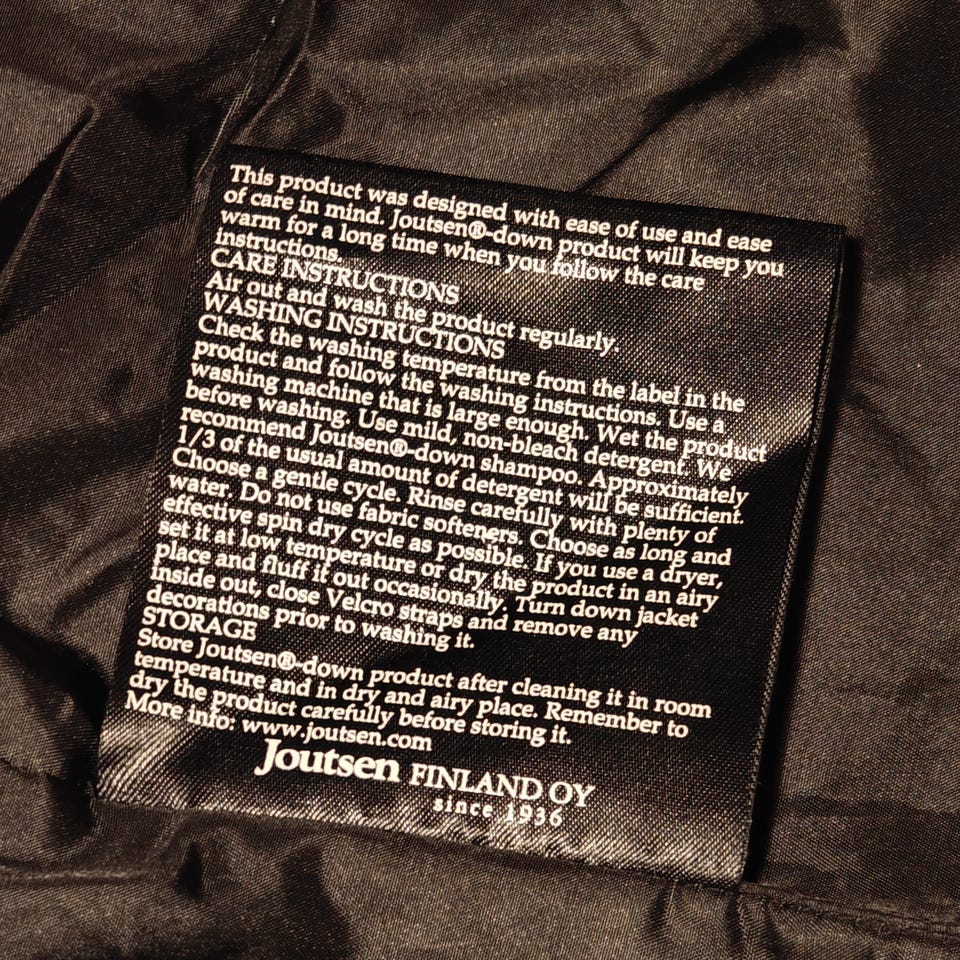 This product was designed with ease of use and ease
of care in mind. Joutsen®-down product will keep you
warm for a long time when you follow the care
instructions.
CARE INSTRUCTIONS
Air out and wash the product regularly.
WASHING INSTRUCTIONS
Check the washing temperature from the label in the
product and follow the washing instructions. Use a
washing machine that is large enough. Wet the product
before washing. Use mild, non-bleach detergent. We
recommend Joutsen®-down shampoo. Approximately
1/3 of the usual amount of detergent will be sufficient.
Choose a gentle cycle. Rinse carefully with plenty of
water. Do not use fabric softeners. Choose as long and
effective spin dry cycle as possible. If you use a dryer,
set it at low temperature or dry the product in an airy
place and fluff if out occasionally. Turn down jacket
inside out, close Velcro straps and remove any
decorations prior to washing it.
STORAGE
Store Joutsen®-down product after cleaning it in room
temperature and in dry and airy place. Remember to
dry the product carefully before storing it.
More info: www.joutsen.com
Joutsen FINLAND OY
since 1936